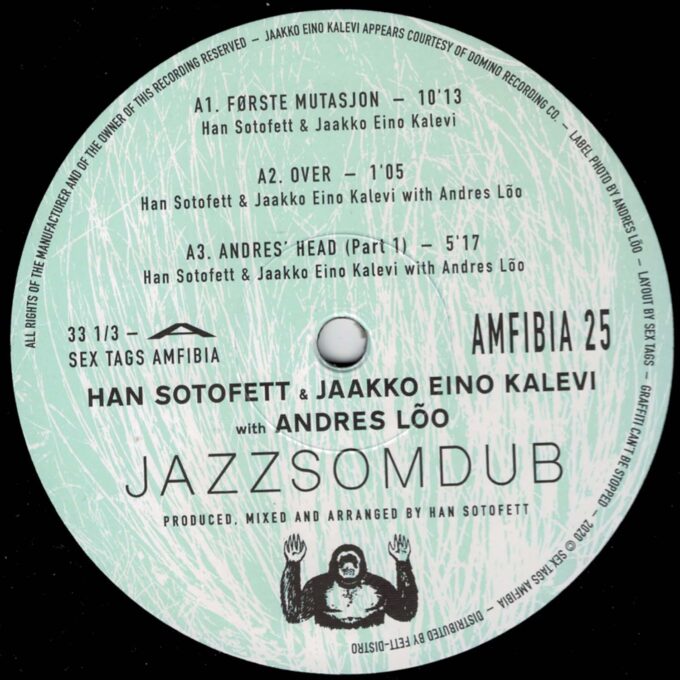 ALL RIGHTS OF THE MANUFACTURER AND OF THE OWNER OF THIS RECORDING RESERVED – JAAKKO EINO KALEVI APPEARS COURTESY OF DOMINO RECORDING CO. – LABEL PHOTO BY ANDRES LÕO – LAYOUT BY SEX TAGS – GRAFFITI CAN'T BE STOPPED – 2020 © SEX TAGS AMFIBIA – DISTRIBUTED BY FETT-DISTRO
A1. FØRSTE MUTASJON – 10'13
Han Sotofett & Jaakko Eino Kalevi
A2. OVER – 1'05
Han Sotofett & Jaakko Eino Kalevi with Andres Lõo
A3. ANDRES' HEAD (Part 1) – 5'17
Han Sotofett & Jaakko Eino Kalevi with Andres Lõo
33 1/3 – A
SEX TAGS AMFIBIA
AMFIBIA 25
HAN SOTOFETT & JAAKKO EINO KALEVI
with ANDRES LÕO
JAZZSOMDUB
PRODUCED, MIXED AND ARRANGED BY HAN SOTOFETT